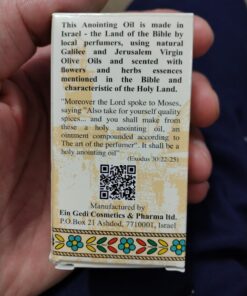 This Anointing Oil is made in
Israel - the Land of the Bible by
local perfumers, using natural
Galilee and Jerusalem Virgin
Olive Oils and scented with
flowers and herbs essences
mentioned in the Bible and
characteristic of the Holy Land.
"Moreover the Lord spoke to Moses,
saying "Also take for yourself quality
spices... and you shall make from
these a holy anointing oil, an
ointment compounded according to
The art of the perfumer". It shall be a
holy anointing oil"
(Exodus 30:22-25)
Manufactured by
Ein Gedi Cosmetics & Pharma ltd.
P.O.Box 21 Ashdod, 7710001, Israel